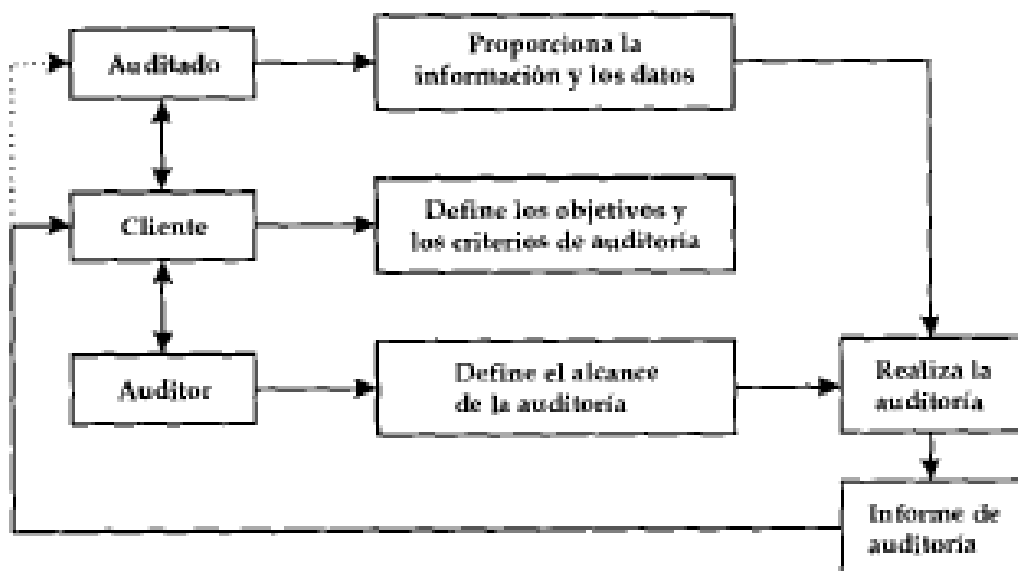 Auditado
Proporciona la
información y los datos
Cliente
Define los objetivos y
los criterios de auditoría
Auditor
Define el alcance
de la auditoría
Realiza la
auditoría
Informe de
auditoría